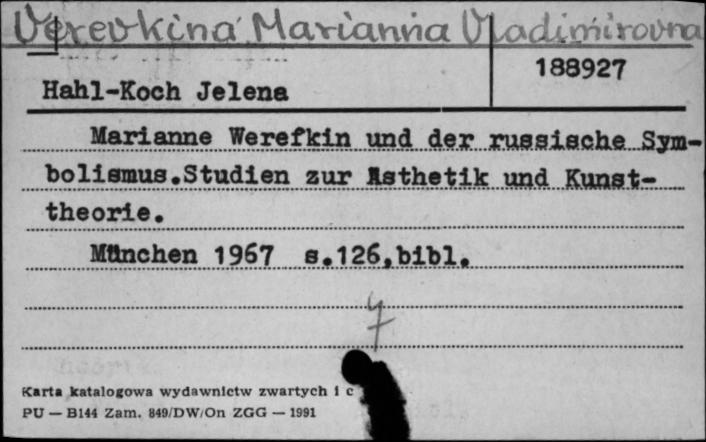 Verevkina Marianna Vladimirovna
188927
Hahl-Koch Jelena
Marianne Werefkin und der russische Sym-
bolismus.Studien zur Ästhetik und Kunst-
theorie.
München 1967 s.126,bibl.
4
Karta katalogowa wydawnictw zwartych i c
PU — B144 Zam. 849/DW/On ZGG — 1991